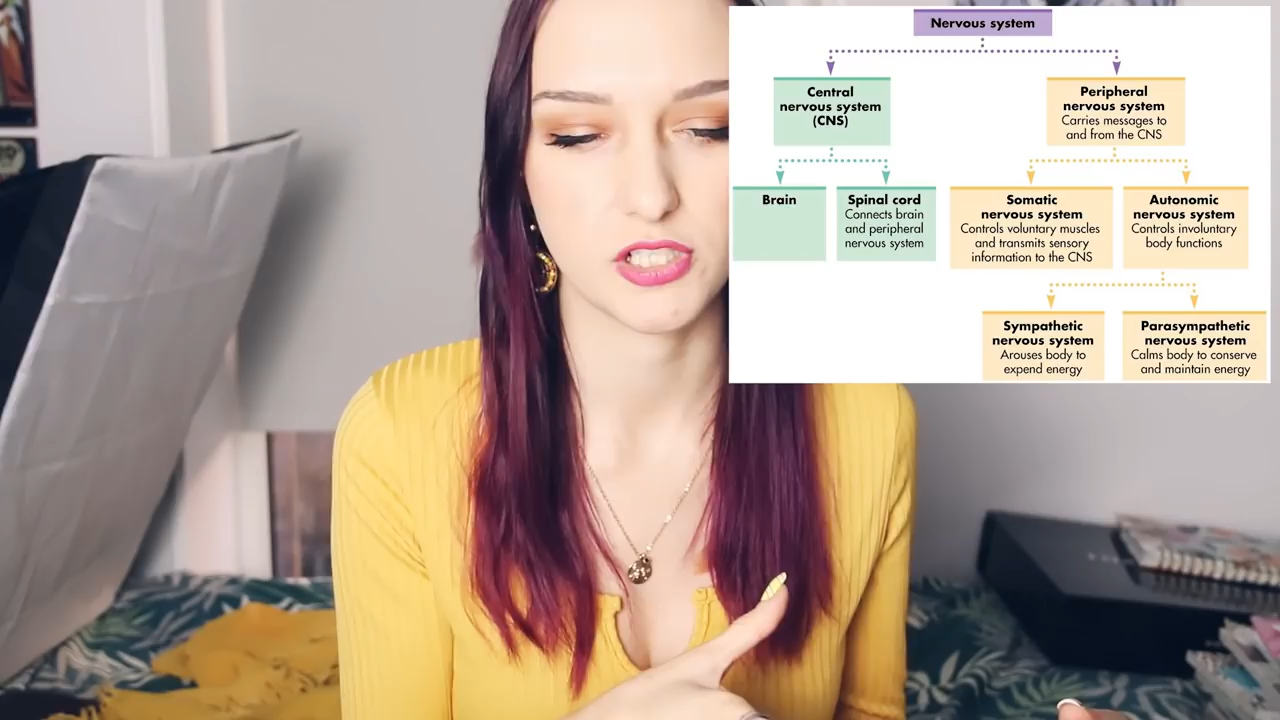 Nervous system
Central
nervous system
(CNS)
Peripheral
nervous system
Carries messages to
and from the CNS
Brain
Spinal cord
Connects brain
and peripheral
nervous system
Somatic
nervous system
Controls voluntary muscles
and transmits sensory
information to the CNS
Autonomic
nervous system
Controls involuntary
body functions
Sympathetic
nervous system
Arouses body to
expend energy
Parasympathetic
nervous system
Calms body to conserve
and maintain energy